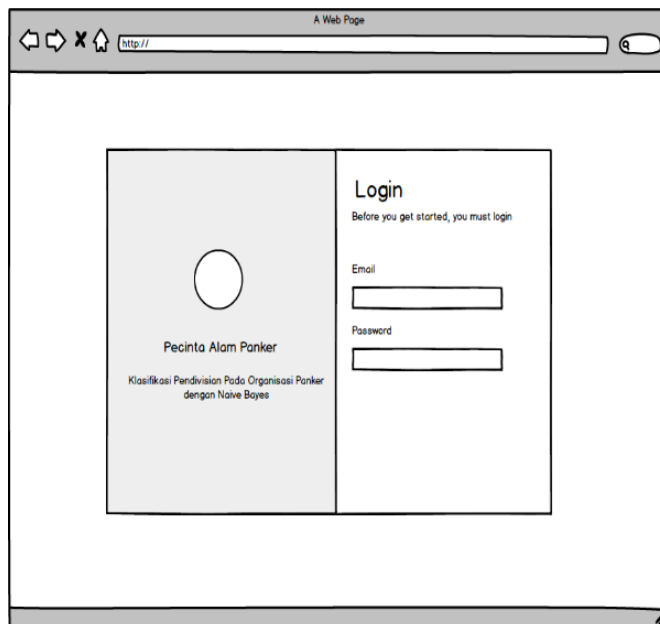 A Web Page
http://
Login
Before you get started, you must login
Email
Password
Pecinta Alam Panker
Klasifikasi Pendivisian Pada Organisasi Panker
dengan Naive Bayes